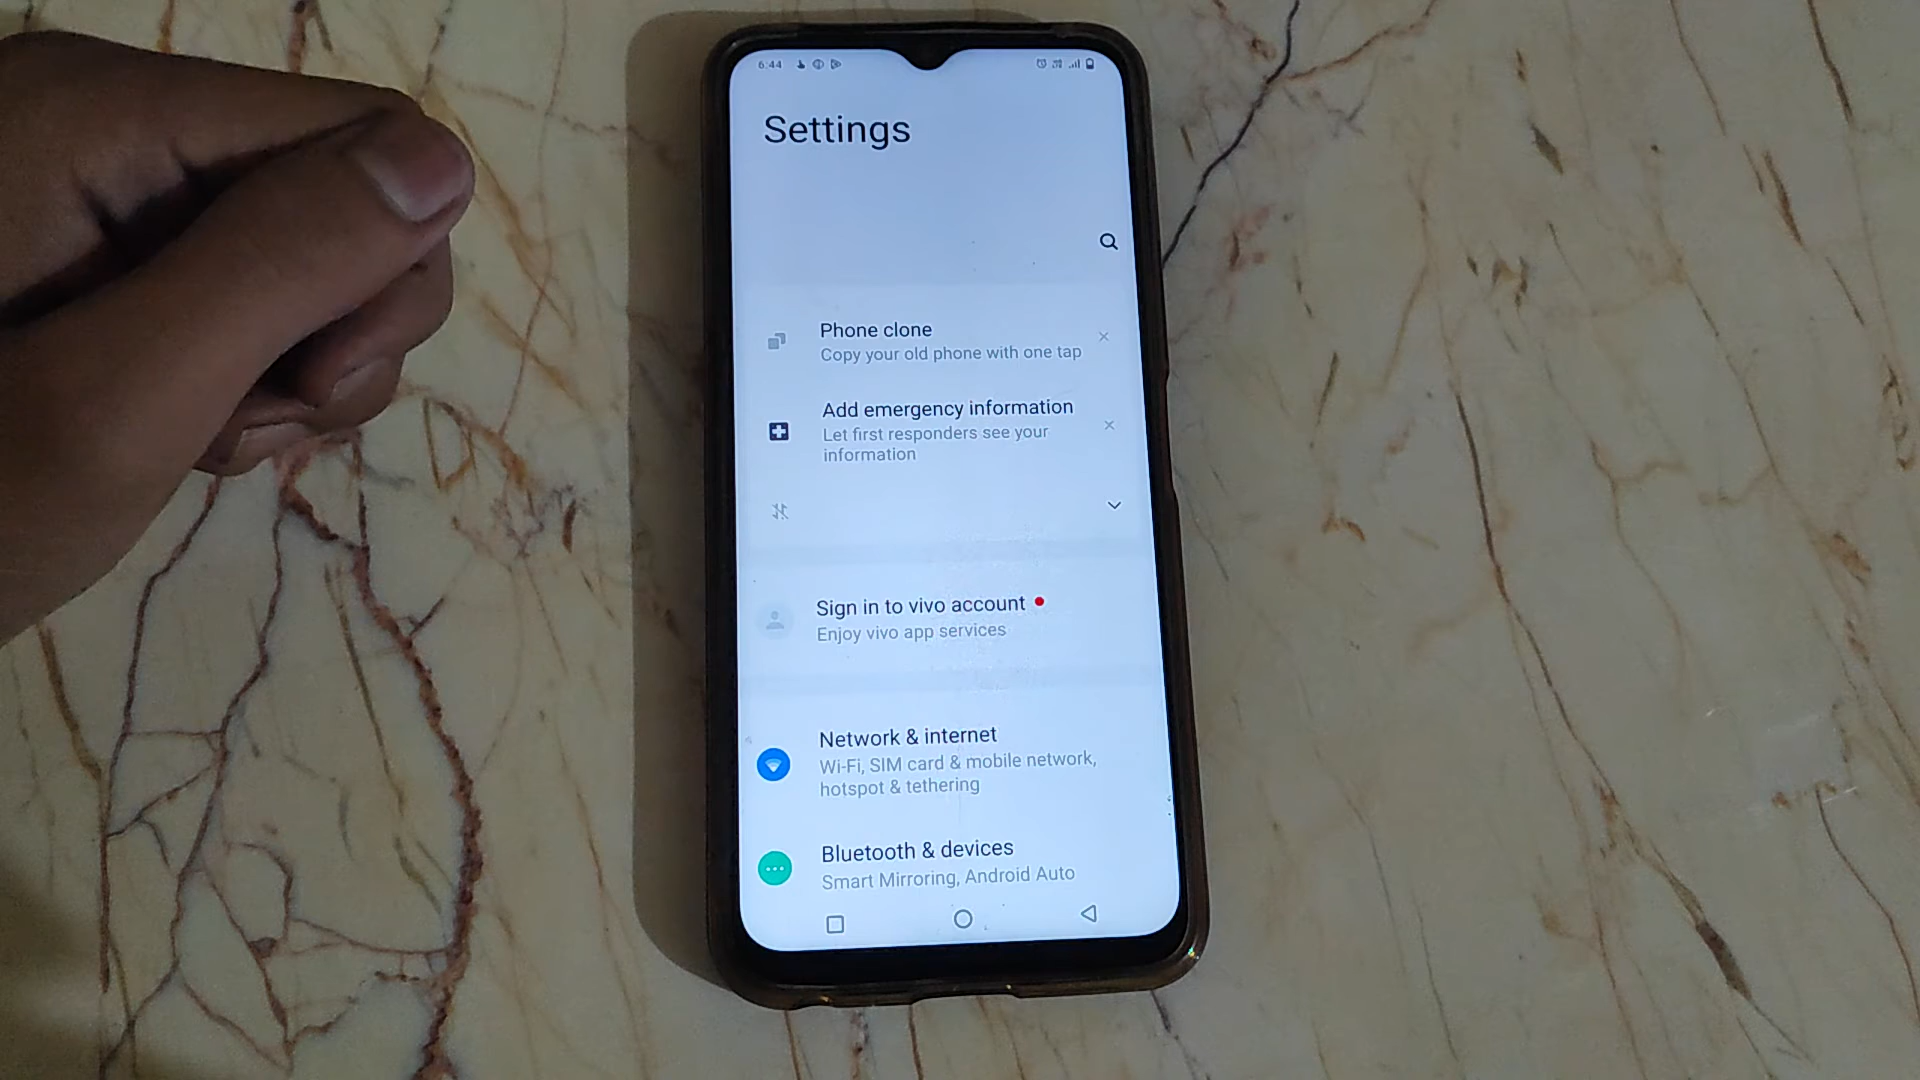 6:44
Settings
Phone clone
Copy your old phone with one tap
Add emergency information
Let first responders see your
information
Sign in to vivo account
Enjoy vivo app services
Network & internet
Wi-Fi, SIM card & mobile network,
hotspot & tethering
Bluetooth & devices
Smart Mirroring, Android Auto